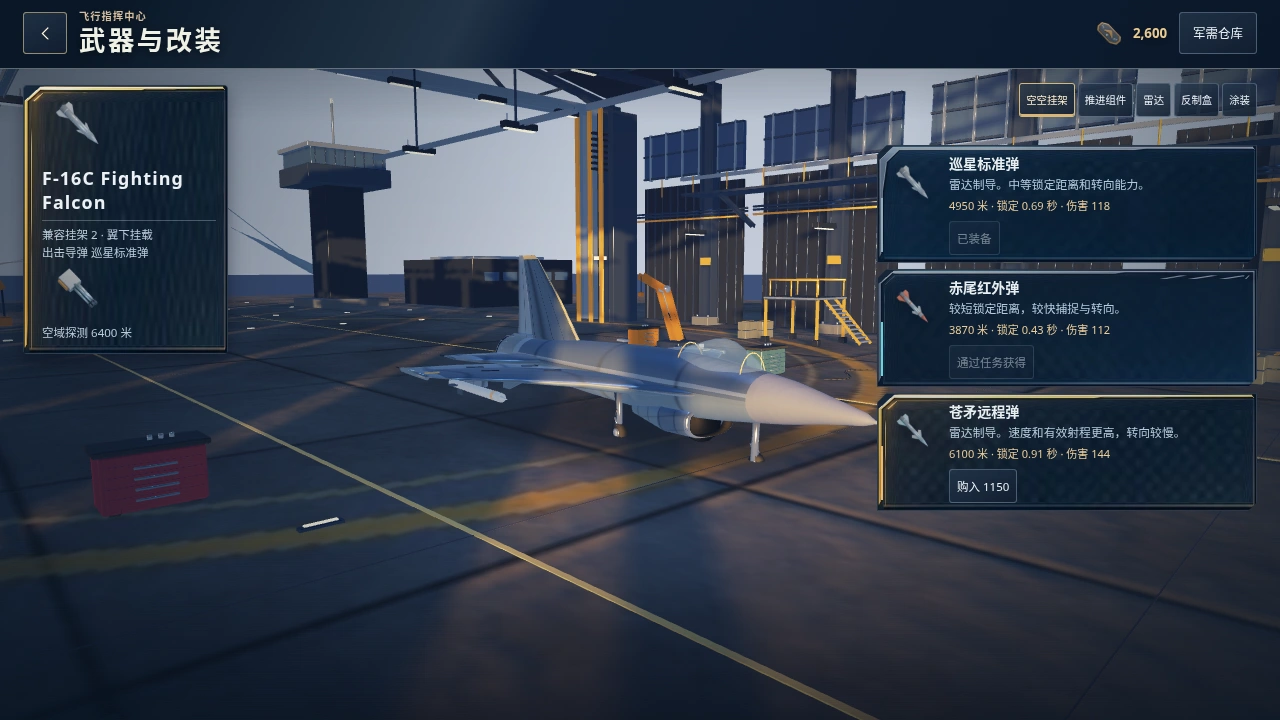 飞行指挥中心
武器与改装
2,600
军需仓库
F-16C Fighting
Falcon
兼容挂架 2 · 翼下挂载
出击导弹 巡星标准弹
空域探测 6400 米
空空挂架
推进组件
雷达
反制盒
涂装
巡星标准弹
雷达制导。中等锁定距离和转向能力。
4950 米 · 锁定 0.69 秒 · 伤害 118
已装备
赤尾红外弹
较短锁定距离，较快捕捉与转向。
3870 米 · 锁定 0.43 秒 · 伤害 112
通过任务获得
苍矛远程弹
雷达制导。速度和有效射程更高，转向较慢。
6100 米 · 锁定 0.91 秒 · 伤害 144
购入 1150